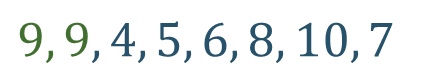 9, 9, 4, 5, 6, 8, 10, 7